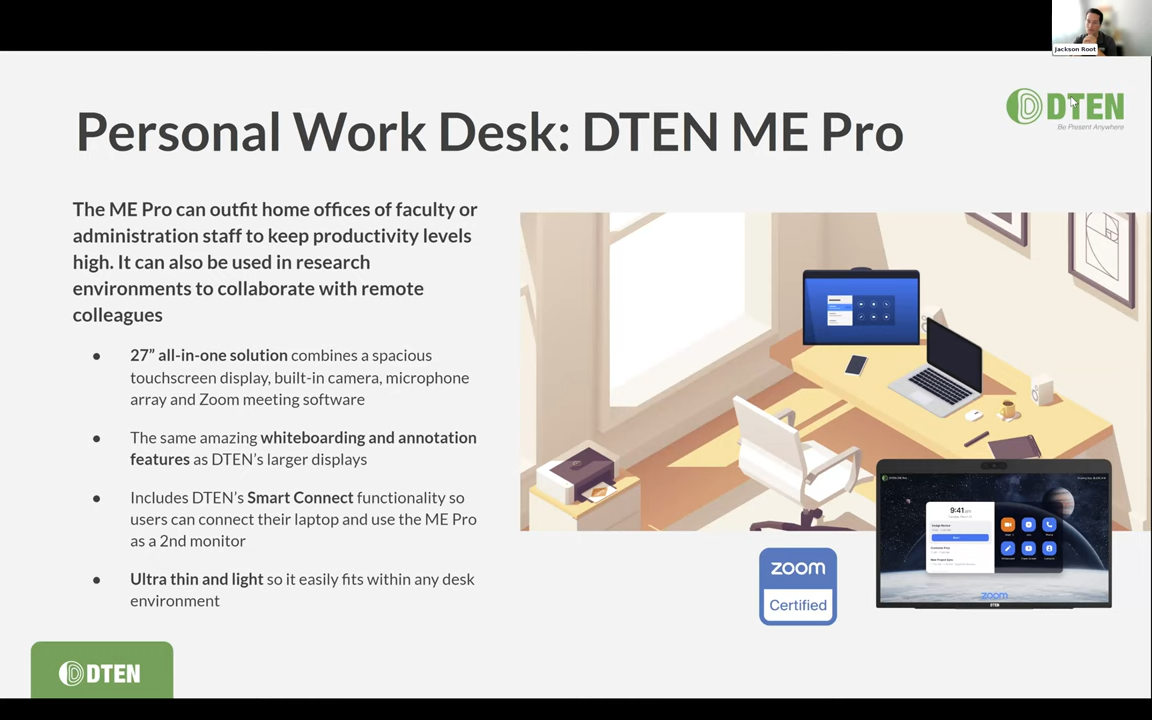 Jackson Root
DTEN
Be Present Anywhere
Personal Work Desk: DTEN ME Pro
The ME Pro can outfit home offices of faculty or
administration staff to keep productivity levels
high. It can also be used in research
environments to collaborate with remote
colleagues
● 27” all-in-one solution combines a spacious
touchscreen display, built-in camera, microphone
array and Zoom meeting software
● The same amazing whiteboarding and annotation
features as DTEN’s larger displays
● Includes DTEN’s Smart Connect functionality so
users can connect their laptop and use the ME Pro
as a 2nd monitor
● Ultra thin and light so it easily fits within any desk
environment
9:41
zoom
DTEN
zoom
Certified
DTEN